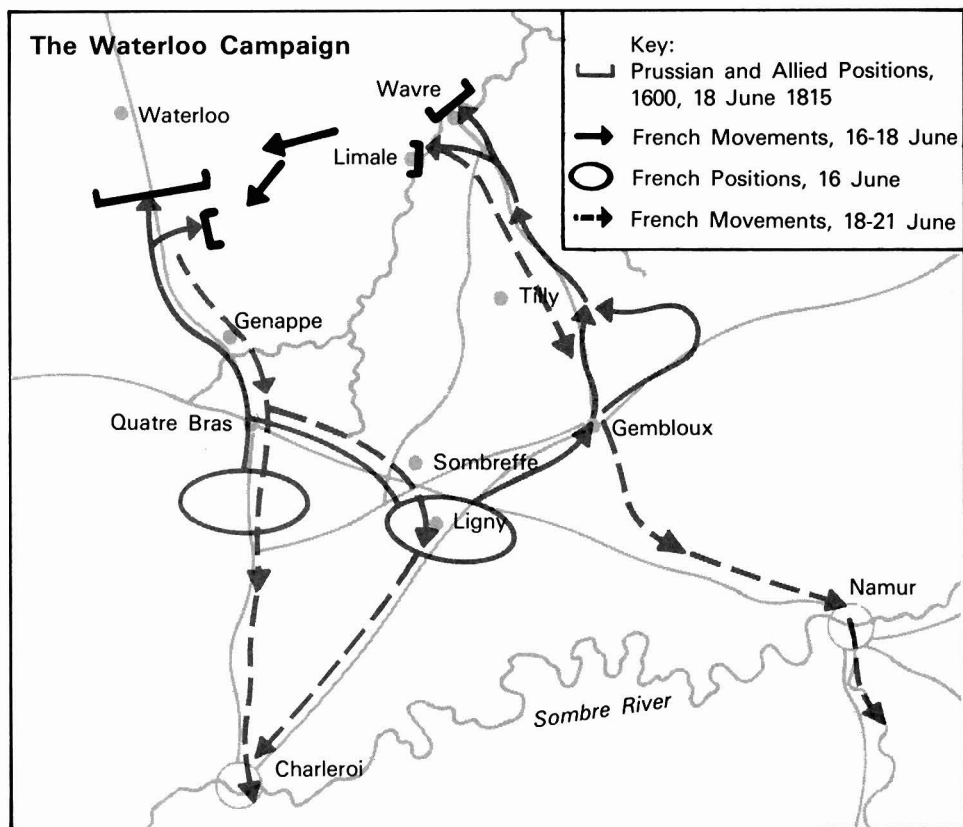 The Waterloo Campaign
Key:
Prussian and Allied Positions,
1600, 18 June 1815
French Movements, 16-18 June
French Positions, 16 June
French Movements, 18-21 June
Waterloo
Wavre
Limale
Tilly
Genappe
Quatre Bras
Gembloux
Sombreffe
Ligny
Namur
Sombre River
Charleroi